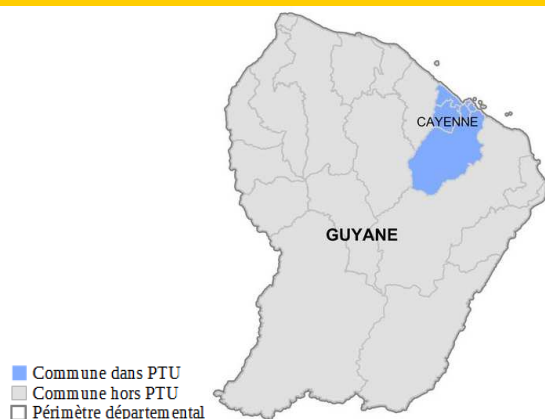 CAYENNE
GUYANE
Commune dans PTU
Commune hors PTU
Périmètre départemental